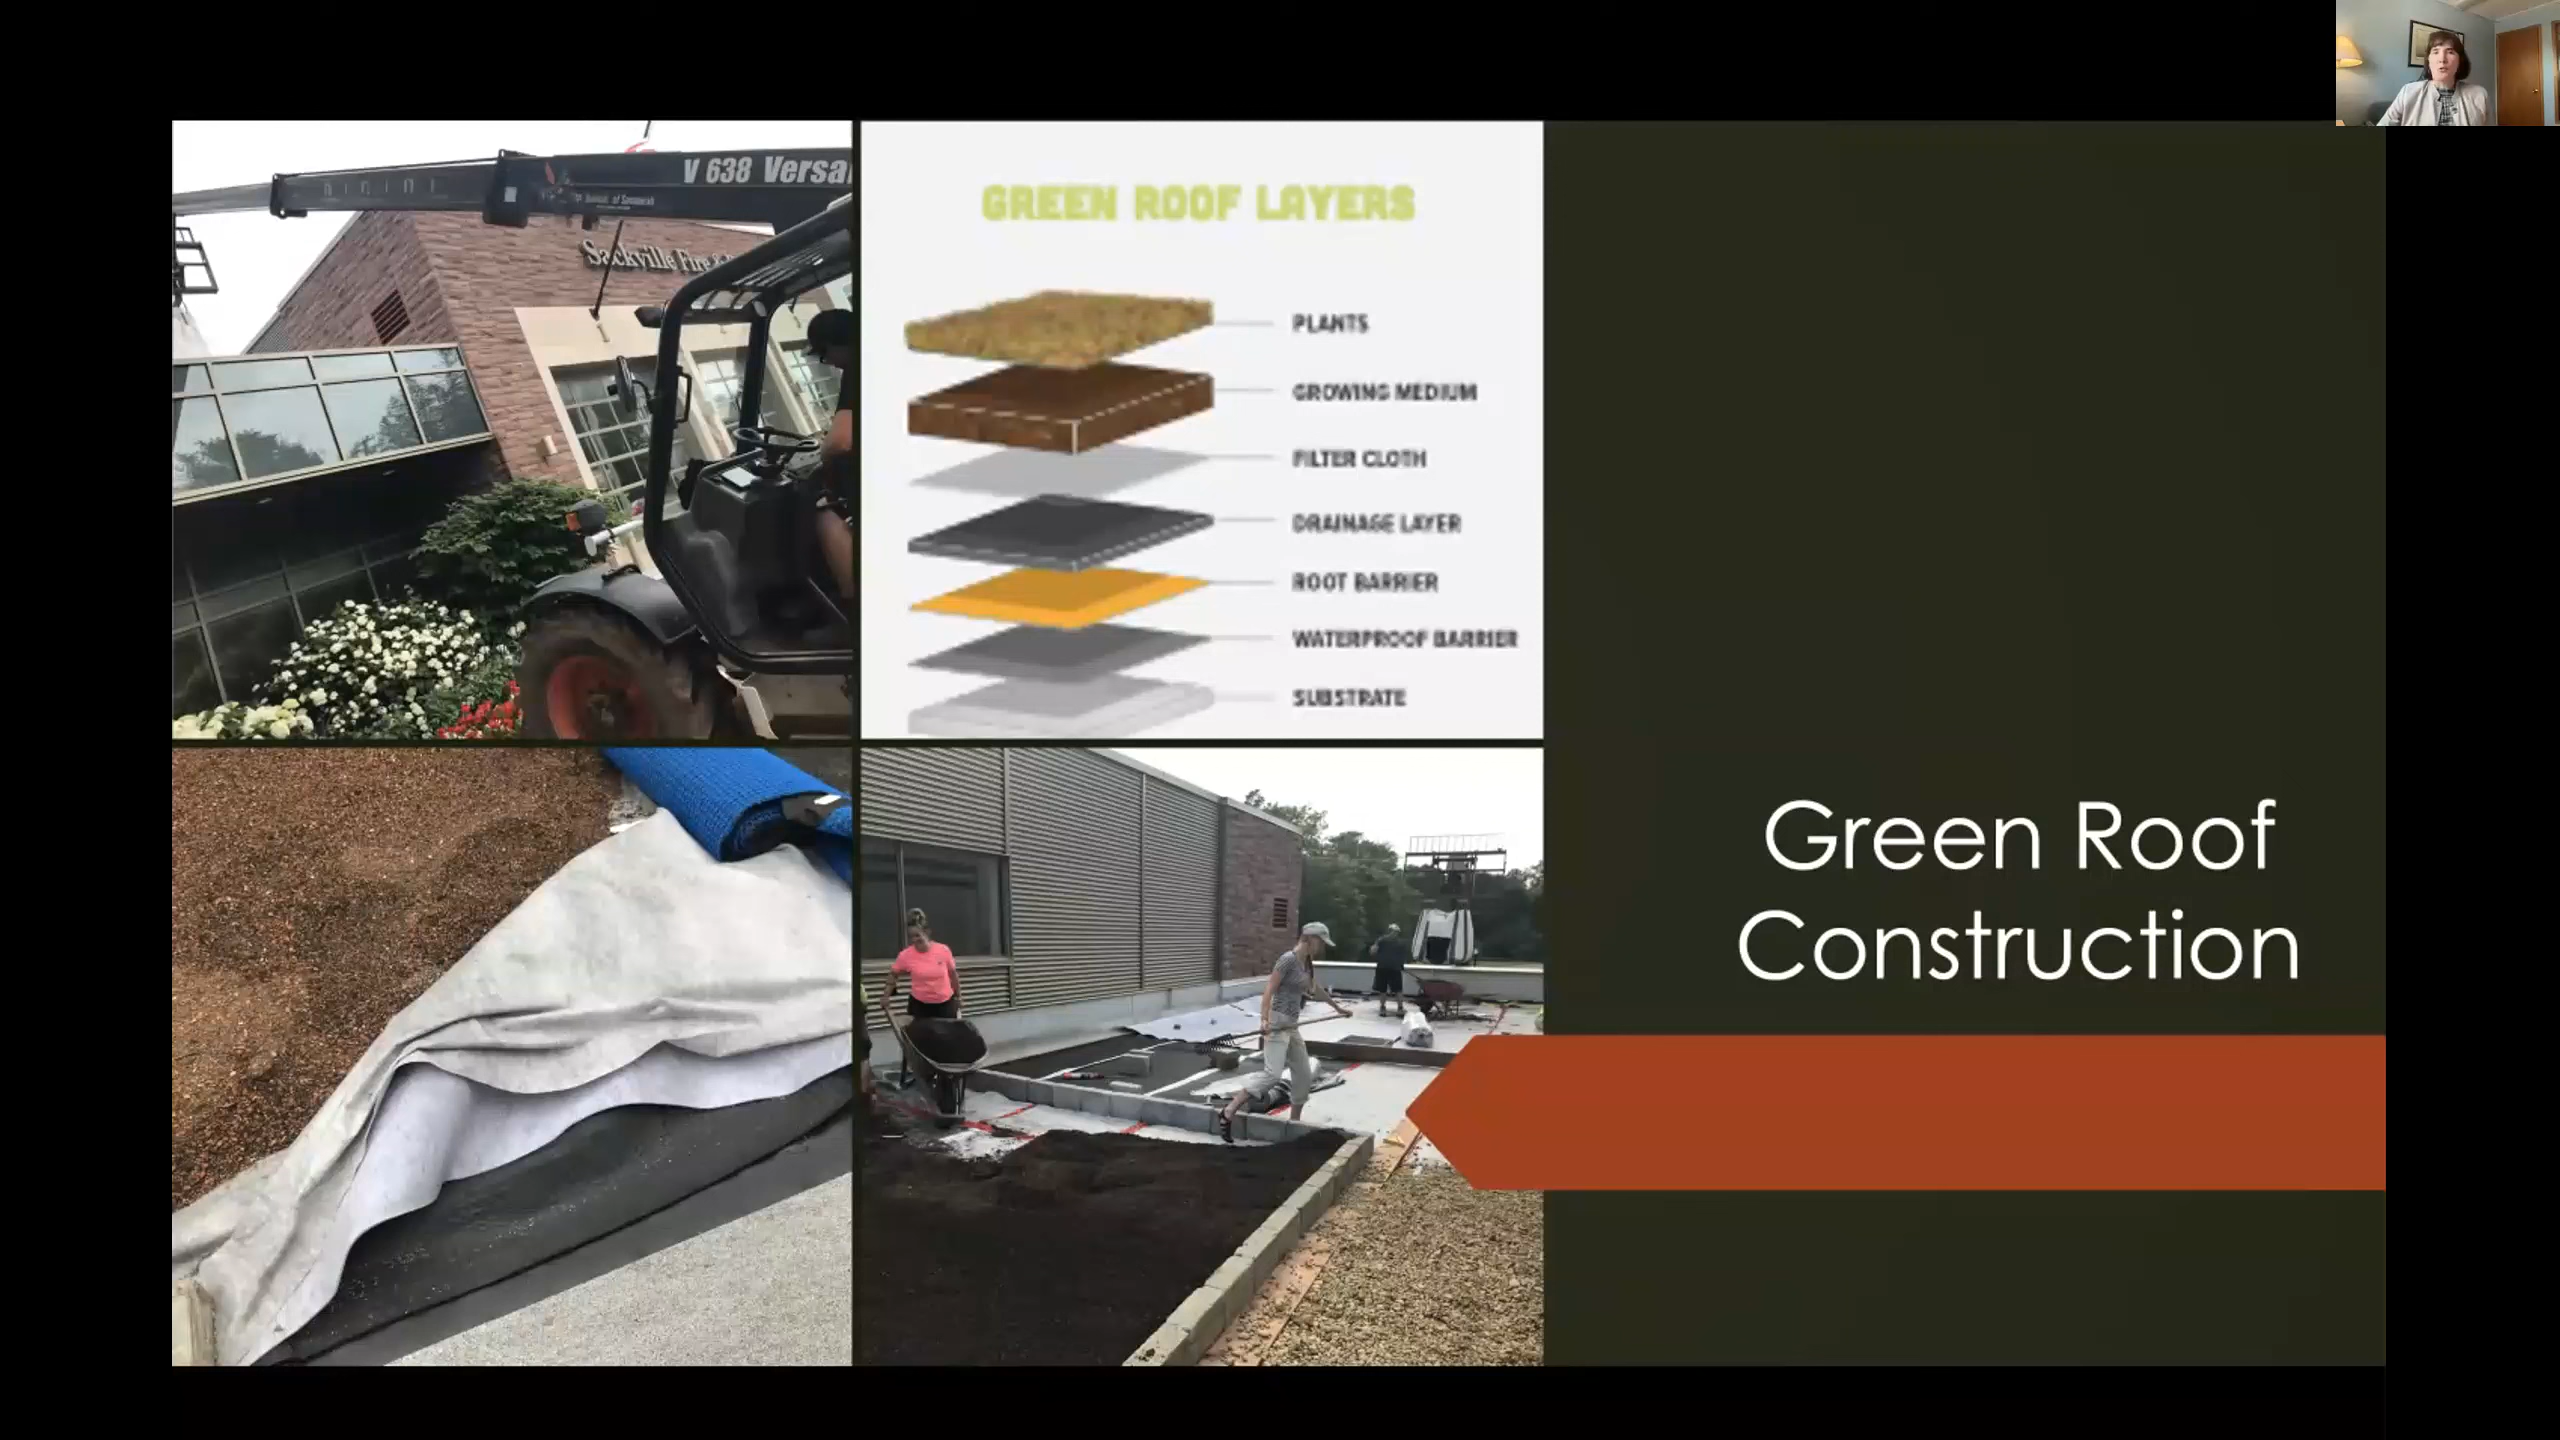 V 638 Versa
Sackville Fire &
GREEN ROOF LAYERS
PLANTS
GROWING MEDIUM
FILTER CLOTH
DRAINAGE LAYER
ROOT BARRIER
WATERPROOF BARRIER
SUBSTRATE
Green Roof
Construction